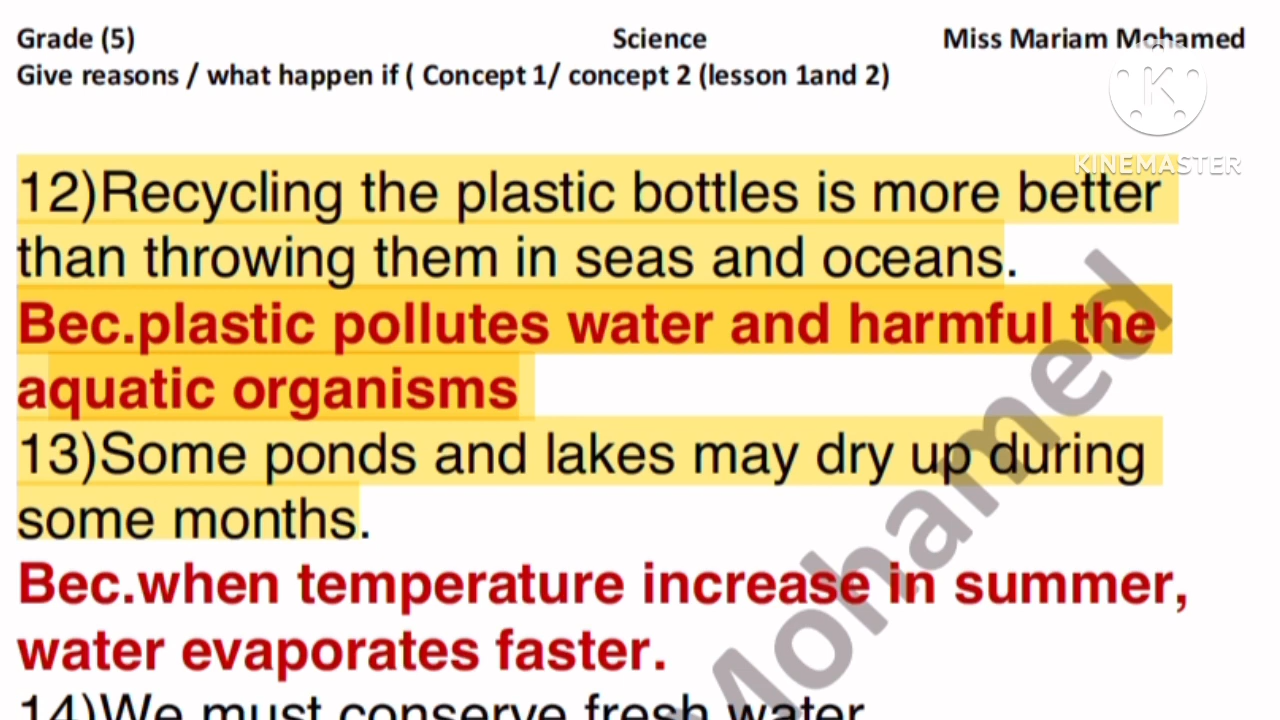 Grade (5) Science Miss Mariam Mohamed
Give reasons / what happen if ( Concept 1/ concept 2 (lesson 1and 2)
K
KINEMASTER
12)Recycling the plastic bottles is more better
than throwing them in seas and oceans.
Bec.plastic pollutes water and harmful the
aquatic organisms
13)Some ponds and lakes may dry up during
some months.
Bec.when temperature increase in summer,
water evaporates faster.
14)We must conserve fresh water
Mohamed